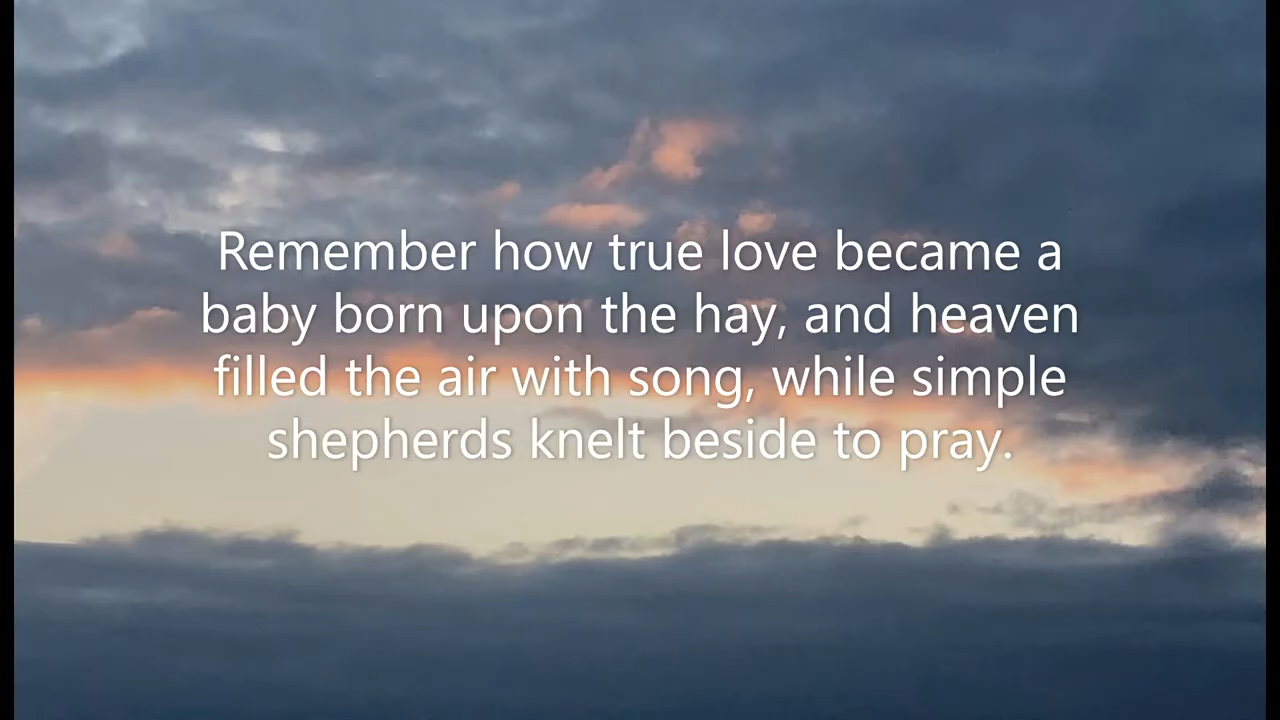 Remember how true love became a
baby born upon the hay, and heaven
filled the air with song, while simple
shepherds knelt beside to pray.